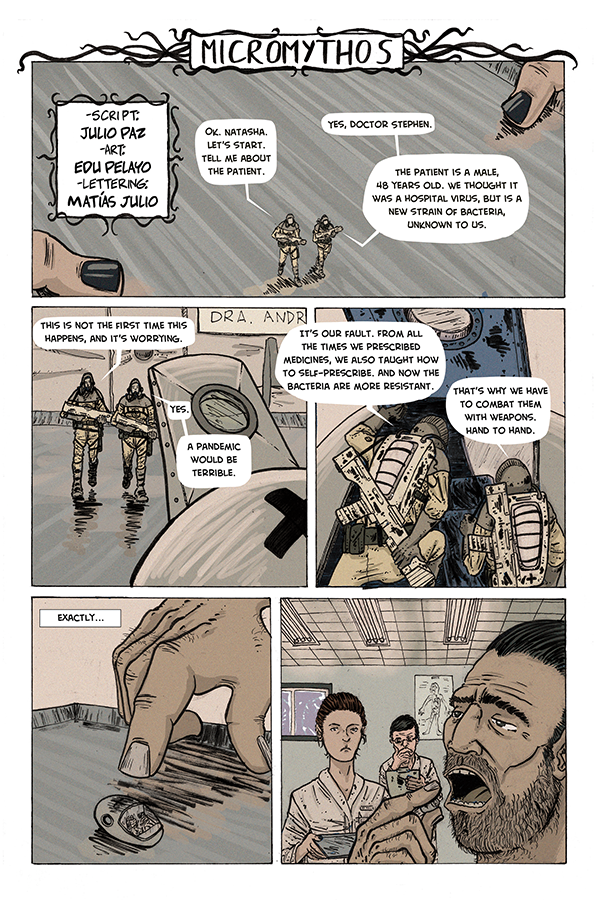 MICROMYTHOS
-SCRIPT:
JULIO PAZ
-ART:
EDU PELAYO
-LETTERING:
MATÍAS JULIO
OK. NATASHA.
LET'S START.
TELL ME ABOUT
THE PATIENT.
YES, DOCTOR STEPHEN.
THE PATIENT IS A MALE,
48 YEARS OLD. WE THOUGHT IT
WAS A HOSPITAL VIRUS, BUT IS A
NEW STRAIN OF BACTERIA,
UNKNOWN TO US.
DRA. ANDR
THIS IS NOT THE FIRST TIME THIS
HAPPENS, AND IT'S WORRYING.
YES.
A PANDEMIC
WOULD BE
TERRIBLE.
IT'S OUR FAULT. FROM ALL
THE TIMES WE PRESCRIBED
MEDICINES, WE ALSO TAUGHT HOW
TO SELF-PRESCRIBE. AND NOW THE
BACTERIA ARE MORE RESISTANT.
THAT'S WHY WE HAVE
TO COMBAT THEM
WITH WEAPONS.
HAND TO HAND.
EXACTLY...